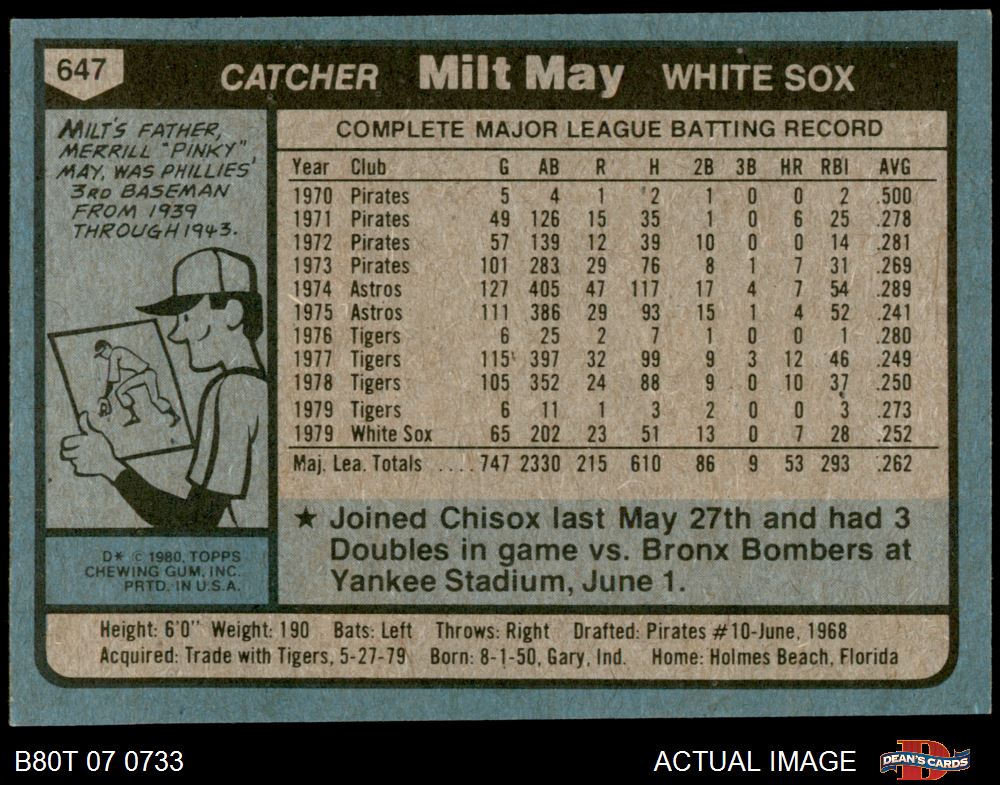 647 CATCHER Milt May WHITE SOX
MILT'S FATHER,
MERRILL "PINKY"
MAY, WAS PHILLIES'
3RD BASEMAN
FROM 1939
THROUGH 1943.
COMPLETE MAJOR LEAGUE BATTING RECORD
Year Club G AB R H 2B 3B HR RBI AVG
1970 Pirates 5 4 1 2 1 0 0 2 .500
1971 Pirates 49 126 15 35 1 0 6 25 .278
1972 Pirates 57 139 12 39 10 0 0 14 .281
1973 Pirates 101 283 29 76 8 1 7 31 .269
1974 Astros 127 405 47 117 17 4 7 54 .289
1975 Astros 111 386 29 93 15 1 4 52 .241
1976 Tigers 6 25 2 7 1 0 0 1 .280
1977 Tigers 115 397 32 99 9 3 12 46 .249
1978 Tigers 105 352 24 88 9 0 10 37 .250
1979 Tigers 6 11 1 3 2 0 0 3 .273
1979 White Sox 65 202 23 51 13 0 7 28 .252
Maj. Lea. Totals .... 747 2330 215 610 86 9 53 293 .262
★ Joined Chisox last May 27th and had 3
Doubles in game vs. Bronx Bombers at
Yankee Stadium, June 1.
D* © 1980, TOPPS
CHEWING GUM, INC.
PRTD. IN U.S.A.
Height: 6'0" Weight: 190 Bats: Left Throws: Right Drafted: Pirates #10-June, 1968
Acquired: Trade with Tigers, 5-27-79 Born: 8-1-50, Gary, Ind. Home: Holmes Beach, Florida
B80T 07 0733 ACTUAL IMAGE
D
DEAN'S CARDS